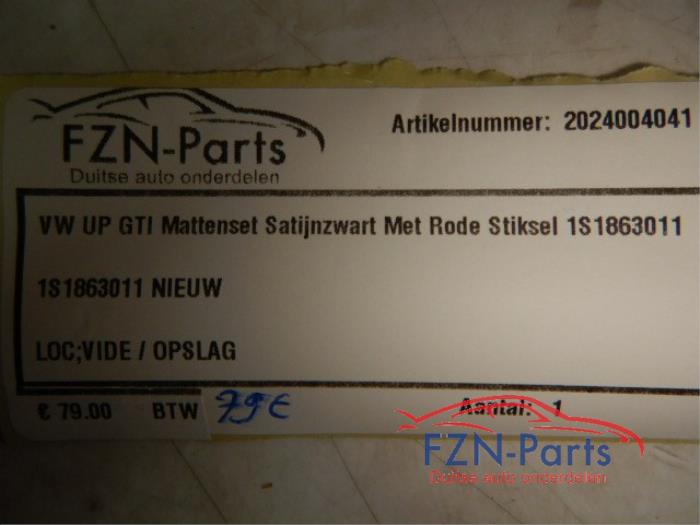 FZN-Parts
Duitse auto onderdelen
Artikelnummer: 2024004041
VW UP GTI Mattenset Satijnzwart Met Rode Stiksel 1S1863011
1S1863011 NIEUW
LOC;VIDE / OPSLAG
€ 79.00 BTW 79€ Aantal: 1
FZN-Parts
Duitse auto onderdelen